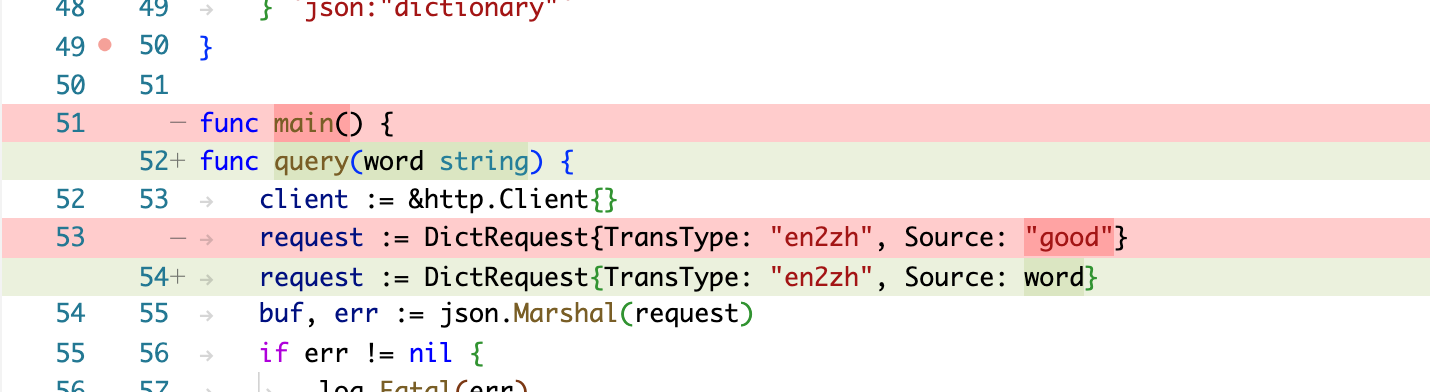 48 49 → } `json:"dictionary"`
49 50 }
50 51
51 − func main() {
52+ func query(word string) {
52 53 → client := &http.Client{}
53 − → request := DictRequest{TransType: "en2zh", Source: "good"}
54+ → request := DictRequest{TransType: "en2zh", Source: word}
54 55 → buf, err := json.Marshal(request)
55 56 → if err != nil {
56 57 → → log.Fatal(err)